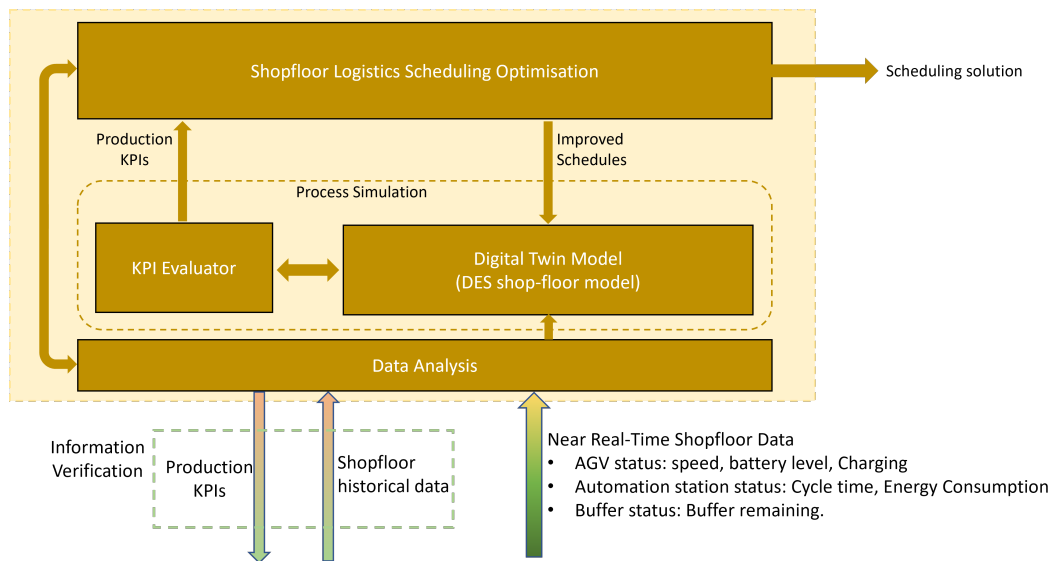 Shopfloor Logistics Scheduling Optimisation
Scheduling solution
Production
KPIs
Improved
Schedules
Process Simulation
KPI Evaluator
Digital Twin Model
(DES shop-floor model)
Data Analysis
Information
Verification
Production
KPIs
Shopfloor
historical data
Near Real-Time Shopfloor Data
• AGV status: speed, battery level, Charging
• Automation station status: Cycle time, Energy Consumption
• Buffer status: Buffer remaining.